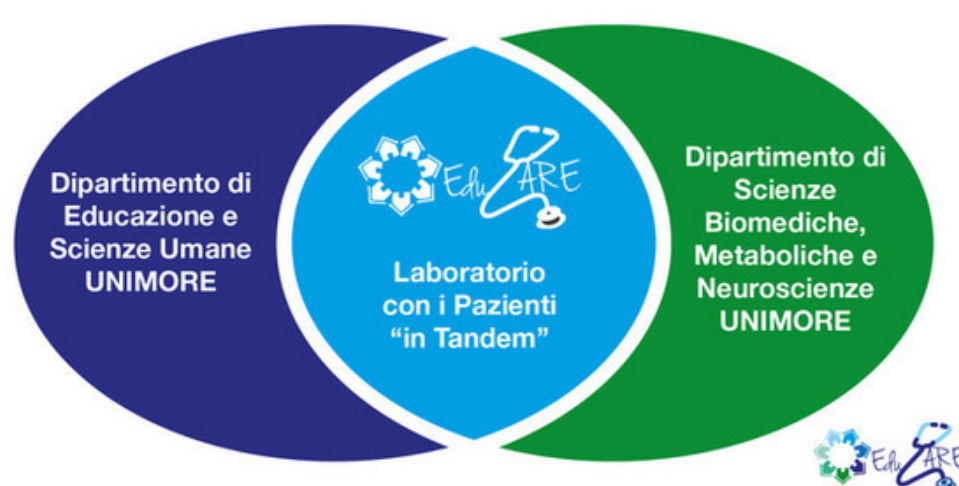 Dipartimento di
Educazione e
Scienze Umane
UNIMORE
EduCARE
Laboratorio
con i Pazienti
“in Tandem”
Dipartimento di
Scienze
Biomediche,
Metaboliche e
Neuroscienze
UNIMORE
EduCARE